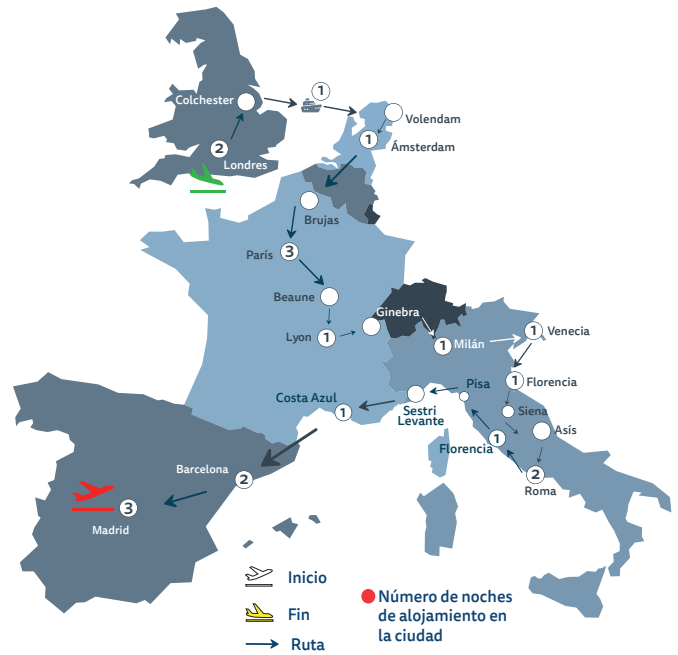 1
Colchester
Volendam
1
Ámsterdam
2
Londres
Brujas
París
3
Beaune
Ginebra
Lyon
1
1
Milán
1
Venecia
1
Florencia
Pisa
Costa Azul
1
Sestri
Levante
Siena
Asís
1
Florencia
2
Roma
Barcelona
2
3
Madrid
Inicio
Fin
Ruta
Número de noches
de alojamiento en
la ciudad